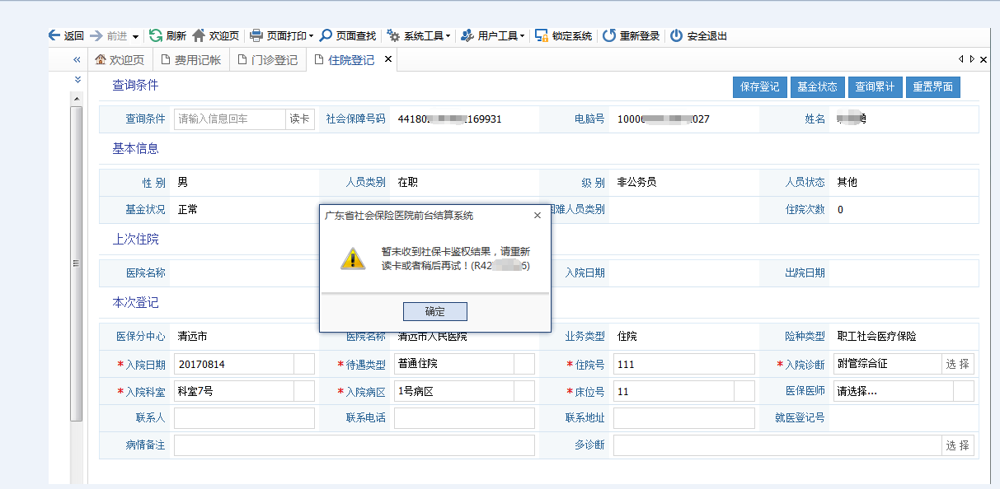 返回 前进 刷新 欢迎页 页面打印 页面查找 系统工具 用户工具 锁定系统 重新登录 安全退出
欢迎页 费用记帐 门诊登记 住院登记
查询条件 保存登记 基金状态 查询累计 重置界面
查询条件 请输入信息回车 读卡 社会保障号码 44180 169931 电脑号 1000 027 姓名
基本信息
性 别 男 人员类别 在职 级 别 非公务员 人员状态 其他
基金状况 正常 困难人员类别 住院次数 0
广东省社会保险医院前台结算系统
暂未收到社保卡鉴权结果，请重新
读卡或者稍后再试！(R42 6)
确定
上次住院
医院名称 入院日期 出院日期
本次登记
医保分中心 清远市 医院名称 清远市人民医院 业务类型 住院 险种类型 职工社会医疗保险
*入院日期 20170814 *待遇类型 普通住院 *住院号 111 *入院诊断 跗管综合征 选 择
*入院科室 科室7号 *入院病区 1号病区 *床位号 11 医保医师 请选择...
联系人 联系电话 联系地址 就医登记号
病情备注 多诊断 选 择